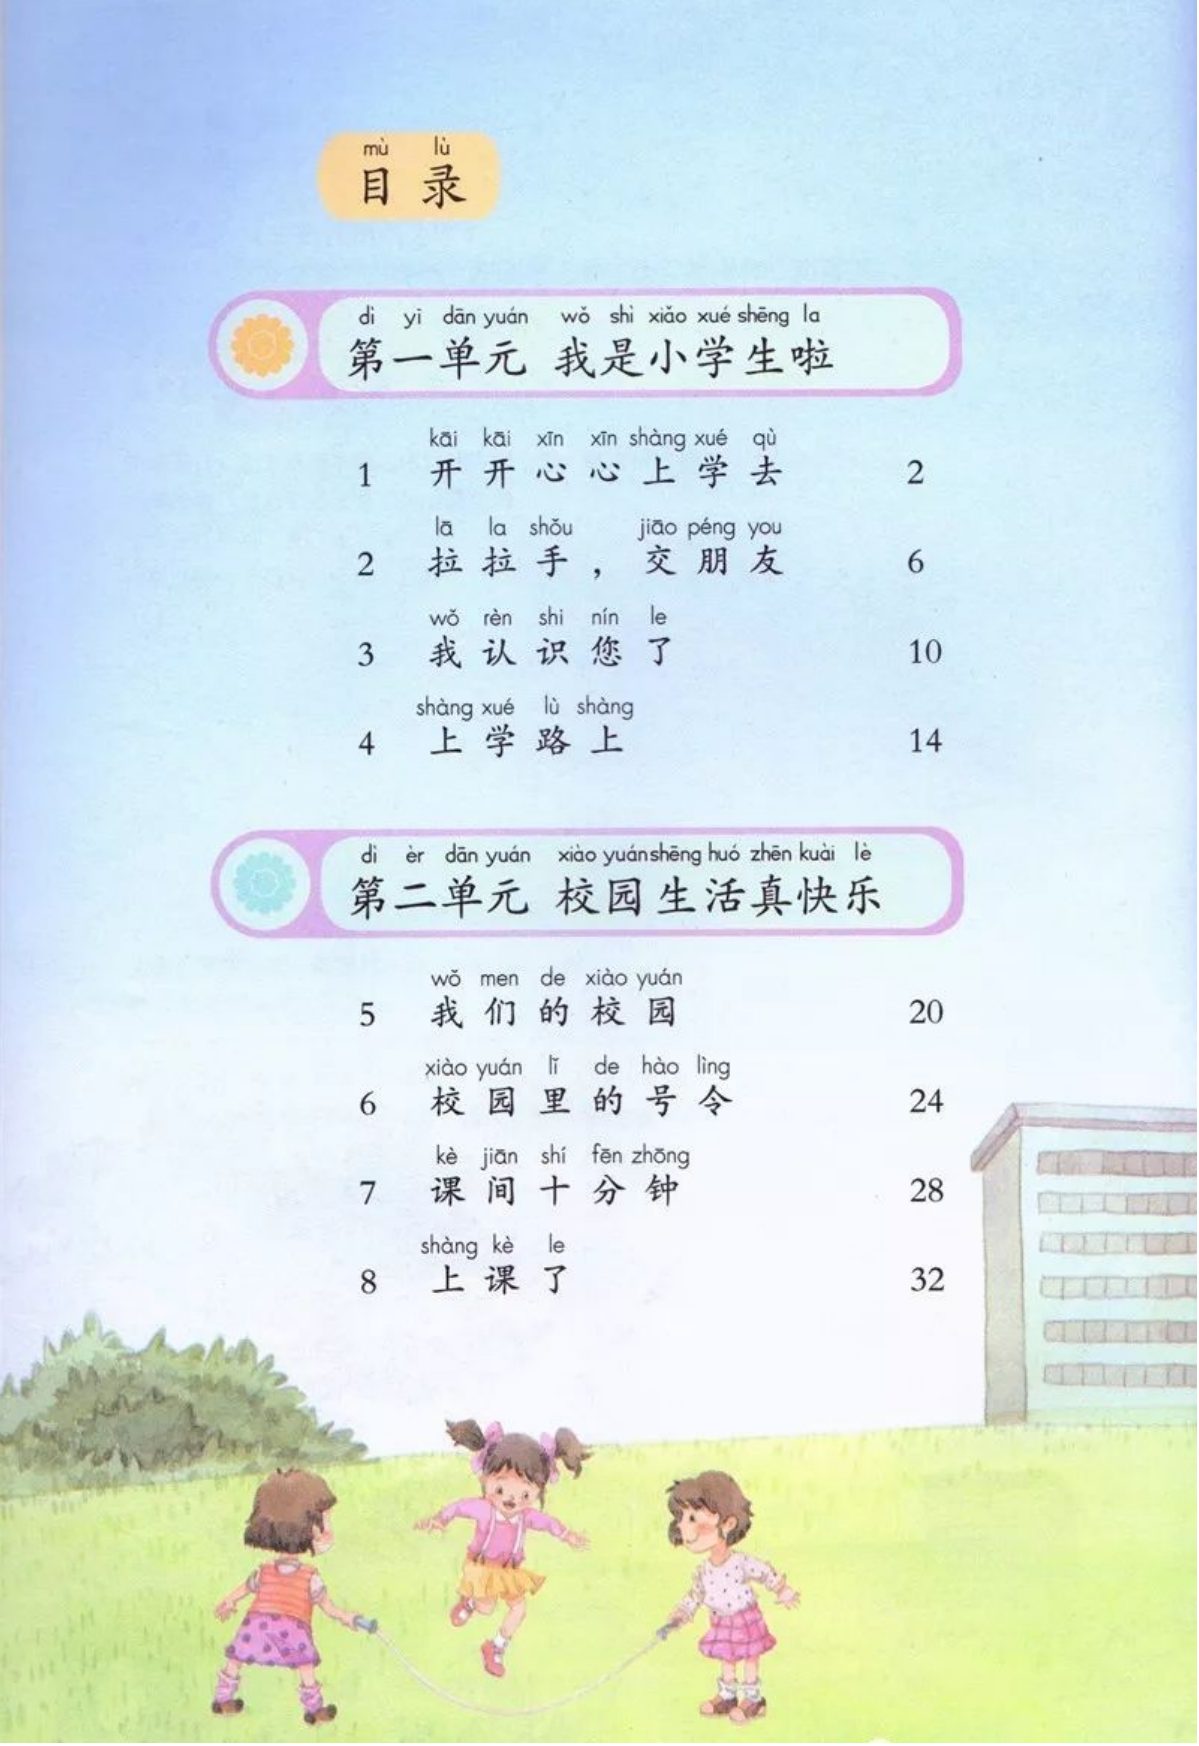 mù lù
目录
dì yī dān yuán wǒ shì xiǎo xué shēng la
第一单元 我是小学生啦
kāi kāi xīn xīn shàng xué qù
1 开开心心上学去 2
lā la shǒu jiāo péng you
2 拉拉手，交朋友 6
wǒ rèn shi nín le
3 我认识您了 10
shàng xué lù shàng
4 上学路上 14
dì èr dān yuán xiào yuán shēng huó zhēn kuài lè
第二单元 校园生活真快乐
wǒ men de xiào yuán
5 我们的校园 20
xiào yuán lǐ de hào lìng
6 校园里的号令 24
kè jiān shí fēn zhōng
7 课间十分钟 28
shàng kè le
8 上课了 32